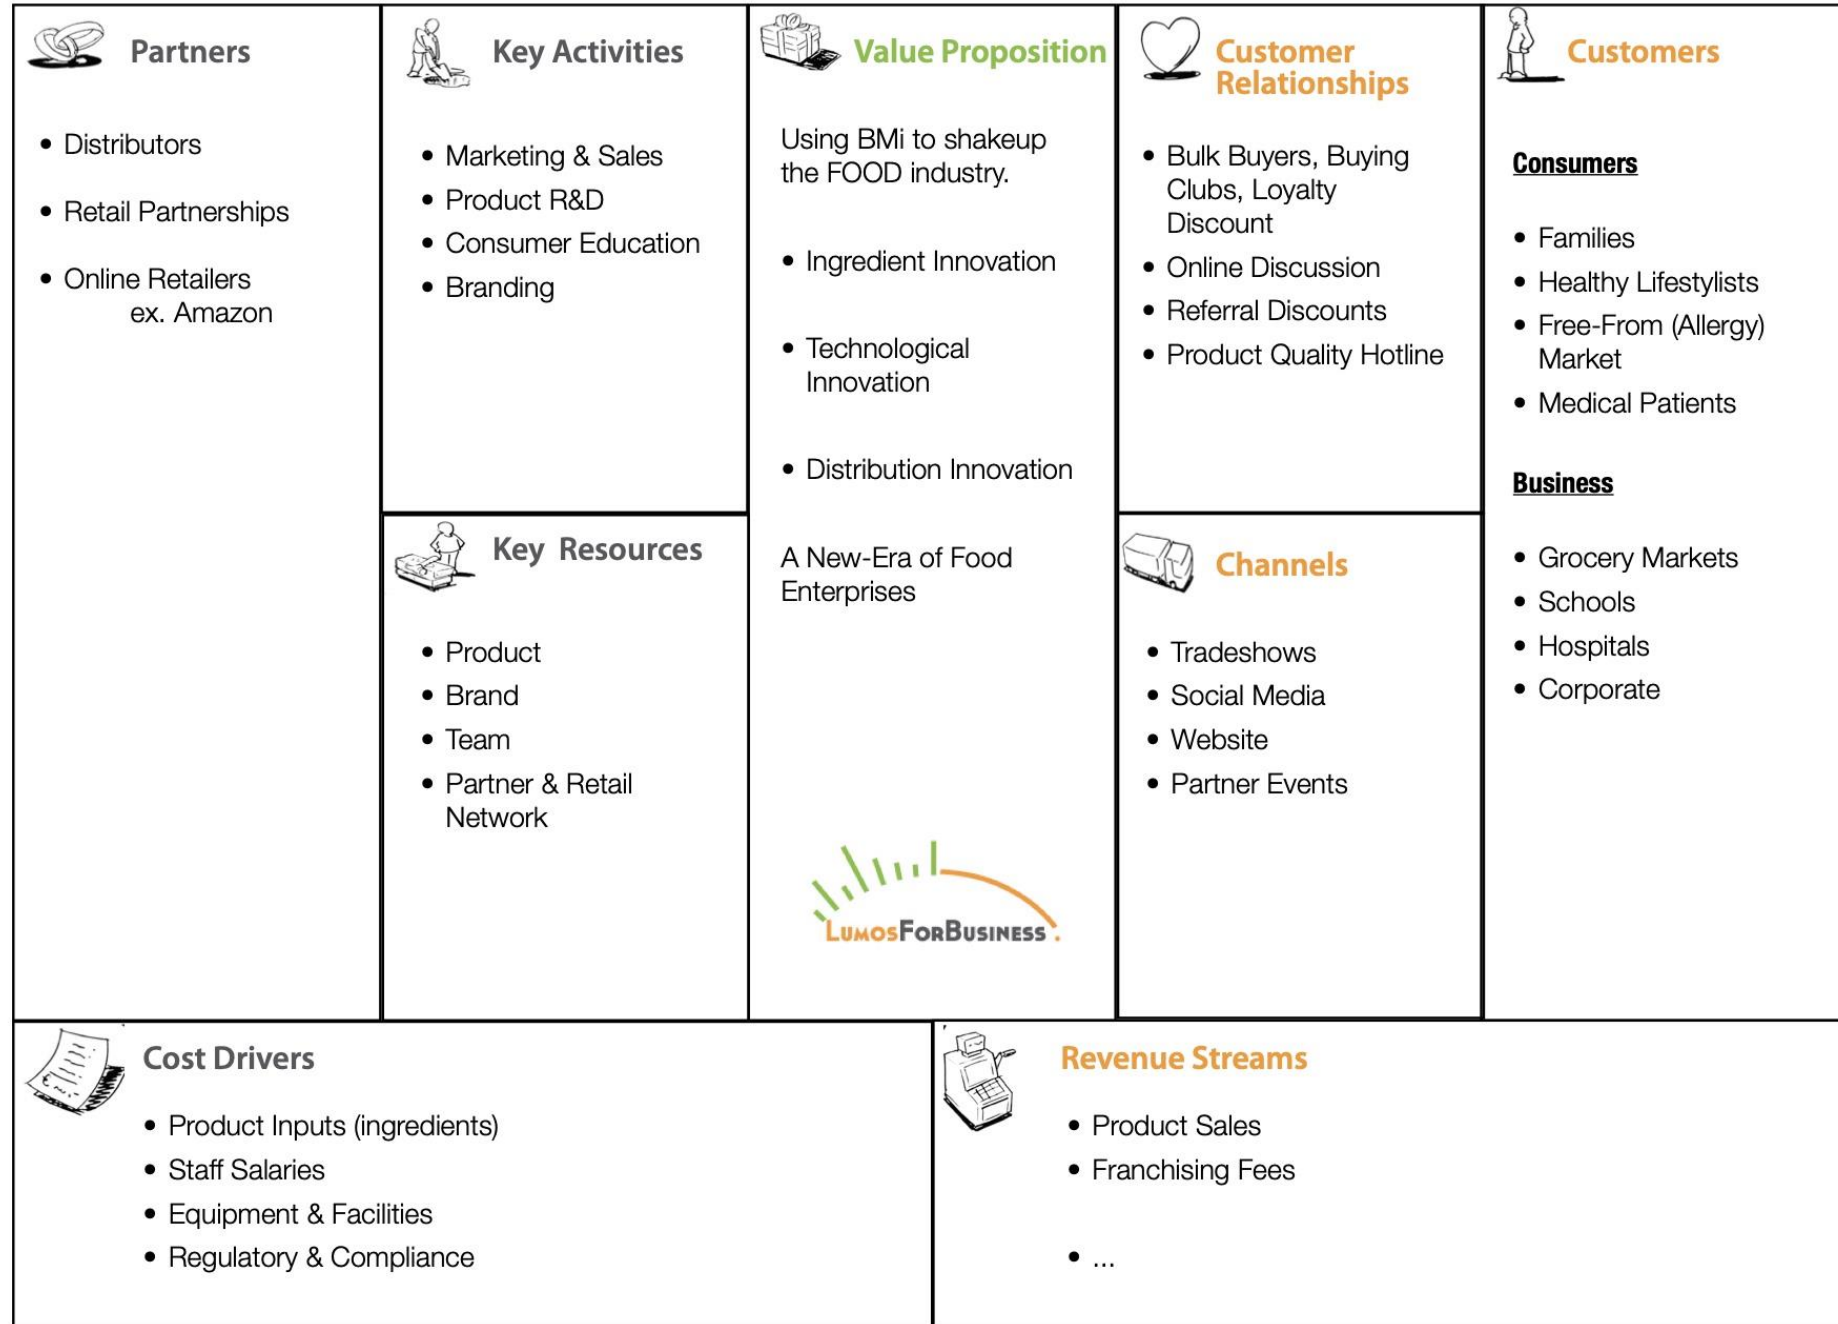 Partners
• Distributors
• Retail Partnerships
• Online Retailers
ex. Amazon
Key Activities
• Marketing & Sales
• Product R&D
• Consumer Education
• Branding
Key Resources
• Product
• Brand
• Team
• Partner & Retail
Network
Value Proposition
Using BMi to shakeup
the FOOD industry.
• Ingredient Innovation
• Technological
Innovation
• Distribution Innovation
A New-Era of Food
Enterprises
LUMOSFORBUSINESS.
Customer
Relationships
• Bulk Buyers, Buying
Clubs, Loyalty
Discount
• Online Discussion
• Referral Discounts
• Product Quality Hotline
Channels
• Tradeshows
• Social Media
• Website
• Partner Events
Customers
Consumers
• Families
• Healthy Lifestylists
• Free-From (Allergy)
Market
• Medical Patients
Business
• Grocery Markets
• Schools
• Hospitals
• Corporate
Cost Drivers
• Product Inputs (ingredients)
• Staff Salaries
• Equipment & Facilities
• Regulatory & Compliance
Revenue Streams
• Product Sales
• Franchising Fees
• ...